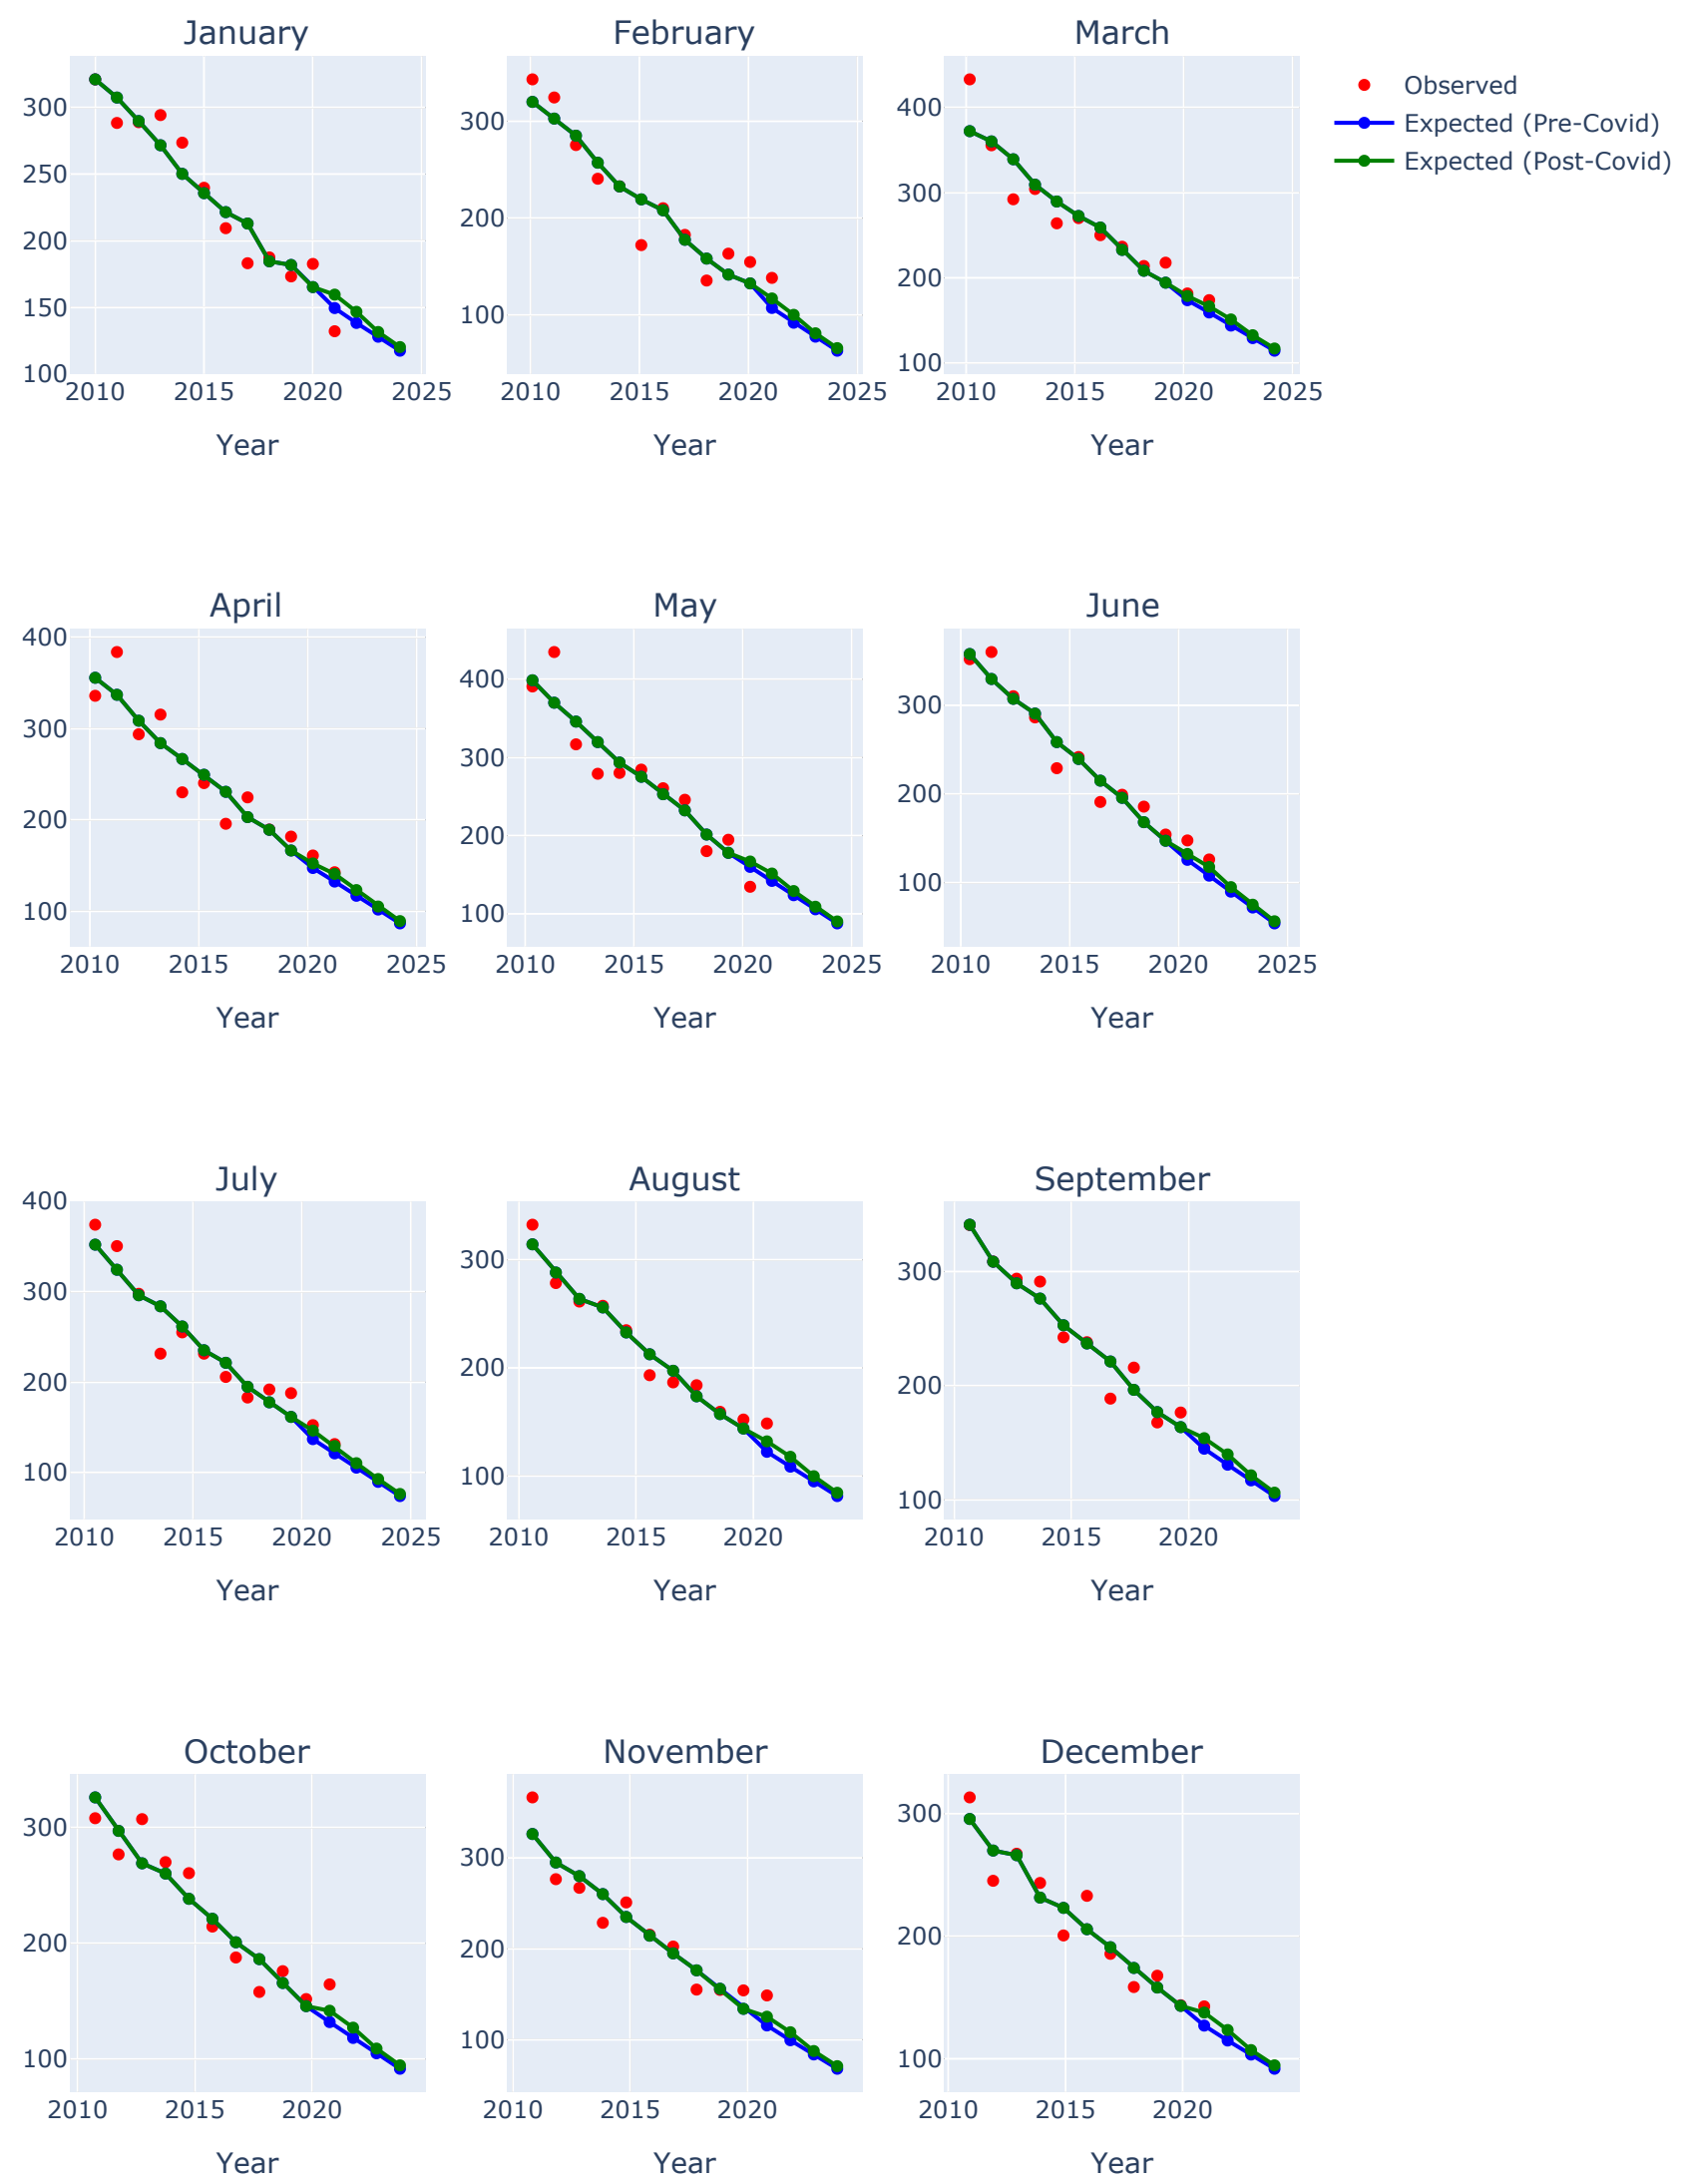 January February March
Observed
Expected (Pre-Covid)
Expected (Post-Covid)
300
250
200
150
100
2010 2015 2020 2025
Year
300
200
100
2010 2015 2020 2025
Year
400
300
200
100
2010 2015 2020 2025
Year
April May June
400
300
200
100
2010 2015 2020 2025
Year
400
300
200
100
2010 2015 2020 2025
Year
300
200
100
2010 2015 2020 2025
Year
July August September
400
300
200
100
2010 2015 2020 2025
Year
300
200
100
2010 2015 2020
Year
300
200
100
2010 2015 2020
Year
October November December
300
200
100
2010 2015 2020
Year
300
200
100
2010 2015 2020
Year
300
200
100
2010 2015 2020
Year